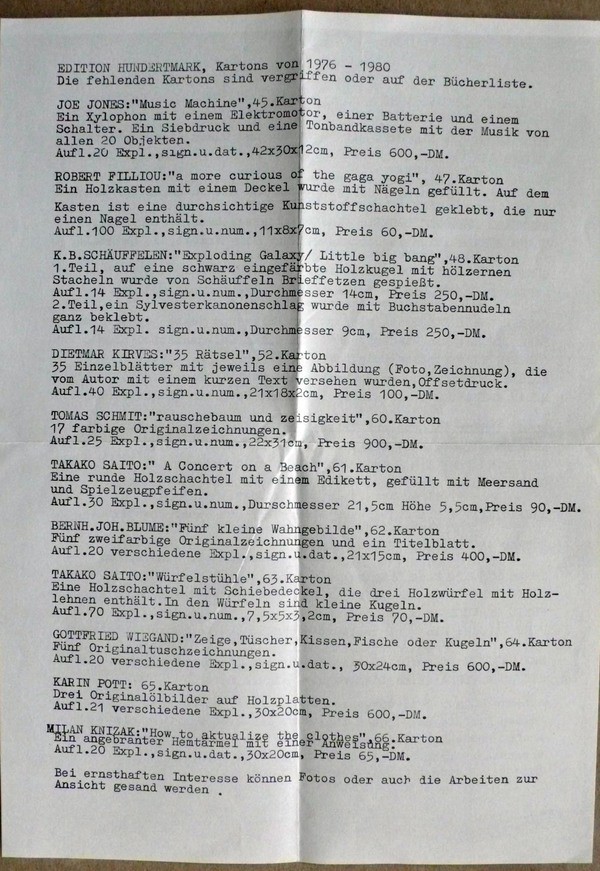 EDITION HUNDERTMARK, Kartons von 1976 - 1980
Die fehlenden Kartons sind vergriffen oder auf der Bücherliste.
JOE JONES:"Music Machine",45.Karton
Ein Xylophon mit einem Elektromotor, einer Batterie und einem
Schalter. Ein Siebdruck und eine Tonbandkassete mit der Musik von
allen 20 Objekten.
Aufl.20 Expl.,sign.u.dat.,42x30x12cm, Preis 600,-DM.
ROBERT FILLIOU:"a more curious of the gaga yogi", 47.Karton
Ein Holzkasten mit einem Deckel wurde mit Nägeln gefüllt. Auf dem
Kasten ist eine durchsichtige Kunststoffschachtel geklebt, die nur
einen Nagel enthält.
Aufl.100 Expl.,sign.u.num.,11x8x7cm, Preis 60,-DM.
K.B.SCHÄUFFELEN:"Exploding Galaxy/ Little big bang",48.Karton
1.Teil, auf eine schwarz eingefärbte Holzkugel mit hölzernen
Stacheln wurde von Schäuffeln Brieffetzen gespießt.
Aufl.14 Expl.,sign.u.num.,Durchmesser 14cm, Preis 250,-DM.
2.Teil,ein Sylvesterkanonenschlag wurde mit Buchstabennudeln
ganz beklebt.
Aufl.14 Expl. sign.u.num.,Durchmesser 9cm, Preis 250,-DM.
DIETMAR KIRVES:"35 Rätsel",52.Karton
35 Einzelblätter mit jeweils eine Abbildung (Foto,Zeichnung), die
vom Autor mit einem kurzen Text versehen wurden,Offsetdruck.
Aufl.40 Expl.,sign.u.num.,21x18x2cm, Preis 100,-DM.
TOMAS SCHMIT:"rauschebaum und zeisigkeit",60.Karton
17 farbige Originalzeichnungen.
Aufl.25 Expl.,sign.u.num.,22x31cm, Preis 900,-DM.
TAKAKO SAITO:" A Concert on a Beach",61.Karton
Eine runde Holzschachtel mit einem Edikett, gefüllt mit Meersand
und Spielzeugpfeifen.
Aufl.30 Expl.,sign.u.num.,Durschmesser 21,5cm Höhe 5,5cm,Preis 90,-DM.
BERNH.JOH.BLUME:"Fünf kleine Wahngebilde",62.Karton
Fünf zweifarbige Originalzeichnungen und ein Titelblatt.
Aufl.20 verschiedene Expl.,sign.u.dat.,21x15cm, Preis 400,-DM.
TAKAKO SAITO:"Würfelstühle",63.Karton
Eine Holzschachtel mit Schiebedeckel, die drei Holzwürfel mit Holz-
lehnen enthält.In den Würfeln sind kleine Kugeln.
Aufl.70 Expl.,sign.u.num.,7,5x5x3,2cm, Preis 70,-DM.
GOTTFRIED WIEGAND:"Zeige,Tüscher,Kissen,Fische oder Kugeln",64.Karton
Fünf Originaltuschzeichnungen.
Aufl.20 verschiedene Expl.,sign.u.dat., 30x24cm, Preis 600,-DM.
KARIN POTT: 65.Karton
Drei Originalölbilder auf Holzplatten.
Aufl.21 verschiedene Expl.,30x20cm, Preis 600,-DM.
MILAN KNIZAK:"How to aktualize the clothes",66.Karton
Ein angebranter Hemtärmel mit einer Anweisung.
Aufl.20 Expl.,sign.u.dat.,30x20cm, Preis 65,-DM.
Bei ernsthaften Interesse können Fotos oder auch die Arbeiten zur
Ansicht gesand werden .